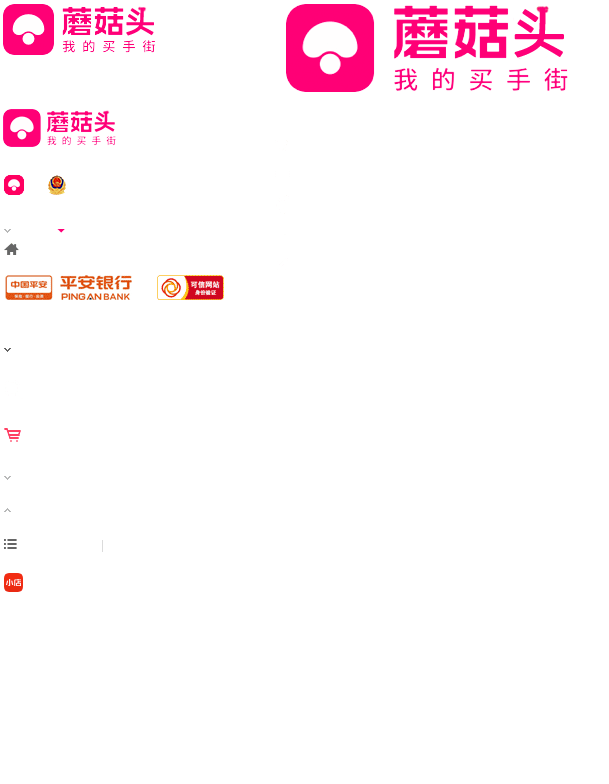 蘑菇头
我的买手街
蘑菇头
我的买手街
蘑菇头
我的买手街
中国平安
保险·银行·投资
平安银行
PING AN BANK
可信网站
身份验证
小店